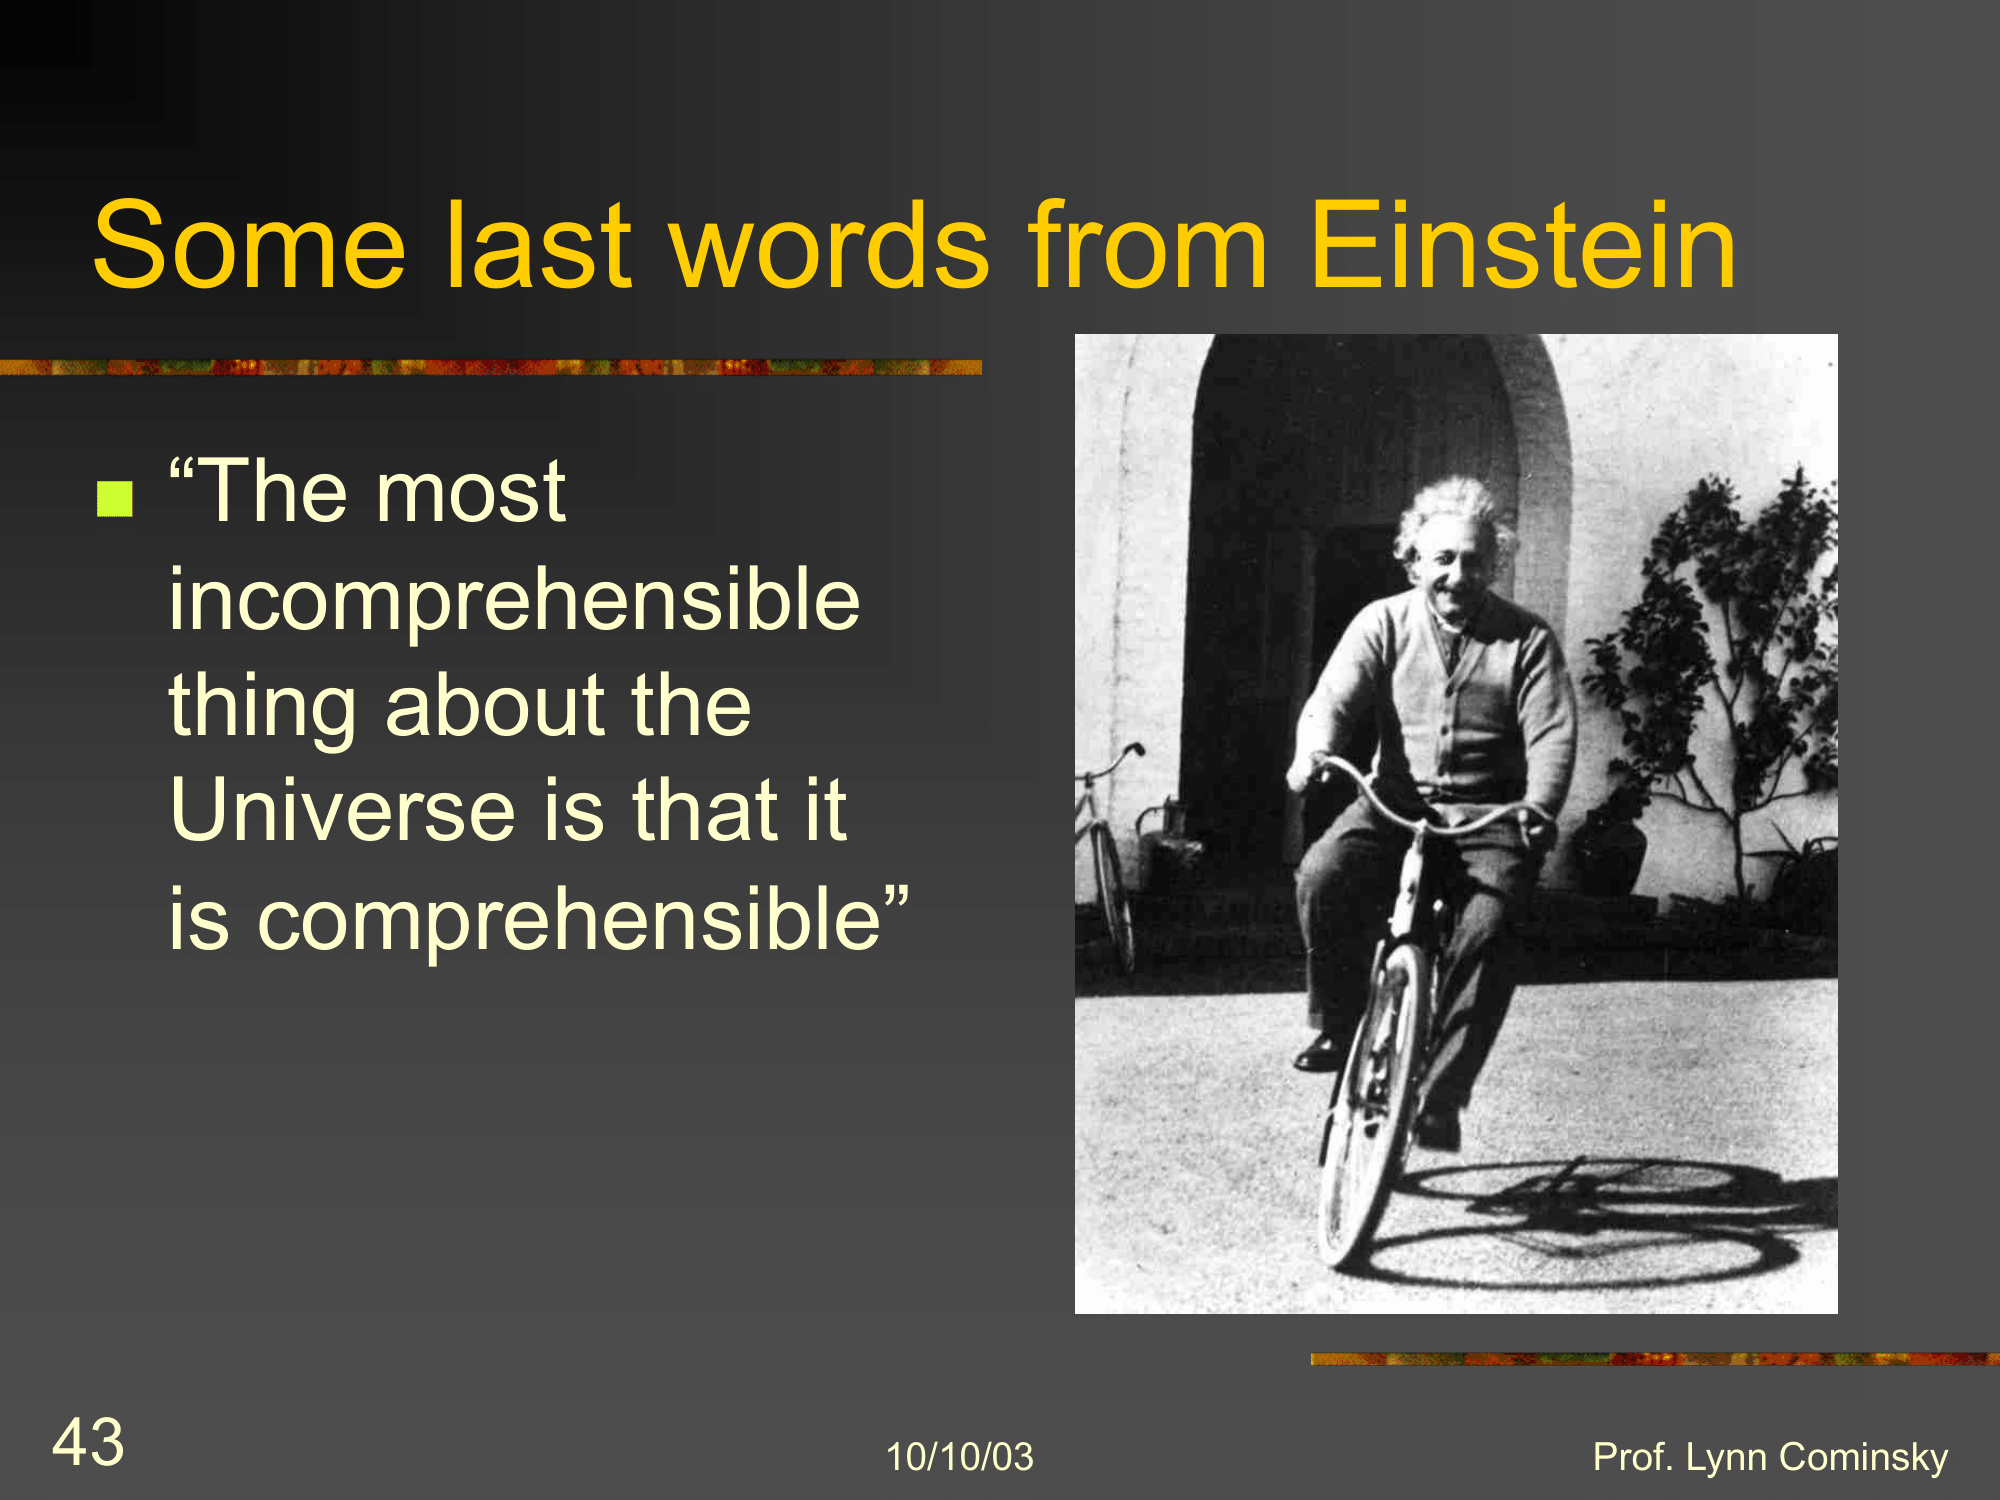 Some last words from Einstein
“The most
incomprehensible
thing about the
Universe is that it
is comprehensible”
43
10/10/03
Prof. Lynn Cominsky